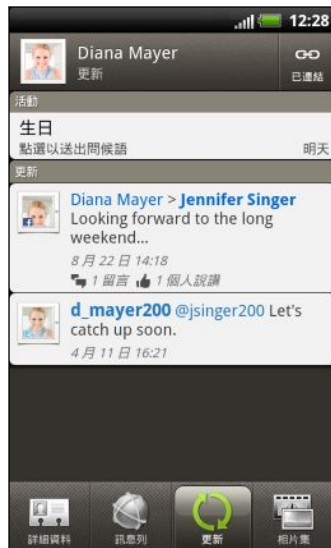 12:28
Diana Mayer
更新
已連結
活動
生日
點選以送出問候語
明天
更新
Diana Mayer > Jennifer Singer
Looking forward to the long
weekend...
8 月 22 日 14:18
1 留言 1 個人說讚
d_mayer200 @jsinger200 Let's
catch up soon.
4 月 11 日 16:21
詳細資料
訊息列
更新
相片集